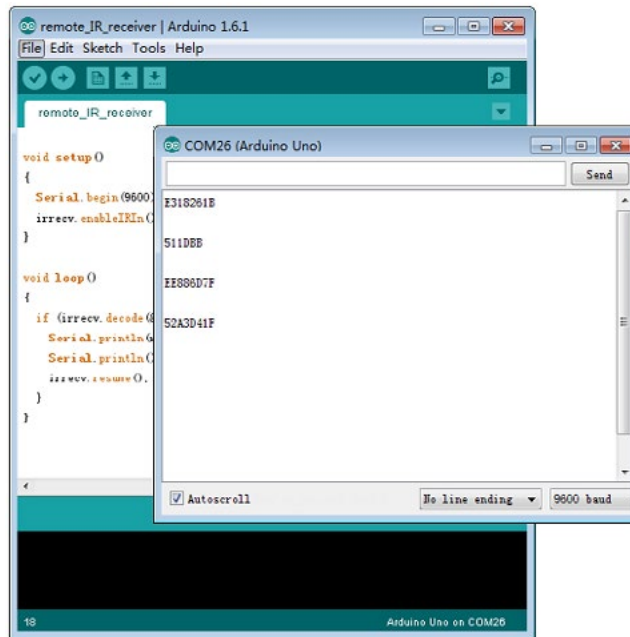 remote_IR_receiver | Arduino 1.6.1
File Edit Sketch Tools Help
remote_IR_receiver
void setup()
{
Serial.begin(9600)
irrecv.enableIRIn()
}
void loop()
{
if (irrecv.decode(
Serial.println(
Serial.println()
irrecv.resume(),
}
}
COM26 (Arduino Uno)
Send
E318261B
511DBB
EE886D7F
52A3D41F
Autoscroll
No line ending
9600 baud
18
Arduino Uno on COM26